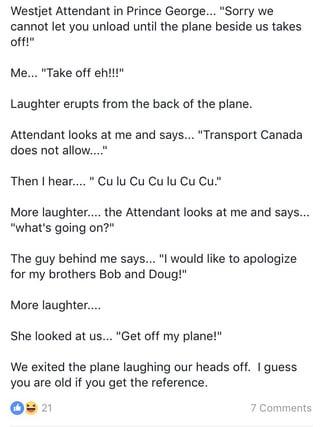 Westjet Attendant in Prince George... "Sorry we
cannot let you unload until the plane beside us takes
off!"
Me... "Take off eh!!!"
Laughter erupts from the back of the plane.
Attendant looks at me and says... "Transport Canada
does not allow...."
Then I hear.... " Cu lu Cu Cu lu Cu Cu."
More laughter.... the Attendant looks at me and says...
"what's going on?"
The guy behind me says... "I would like to apologize
for my brothers Bob and Doug!"
More laughter....
She looked at us... "Get off my plane!"
We exited the plane laughing our heads off.  I guess
you are old if you get the reference.
21
7 Comments